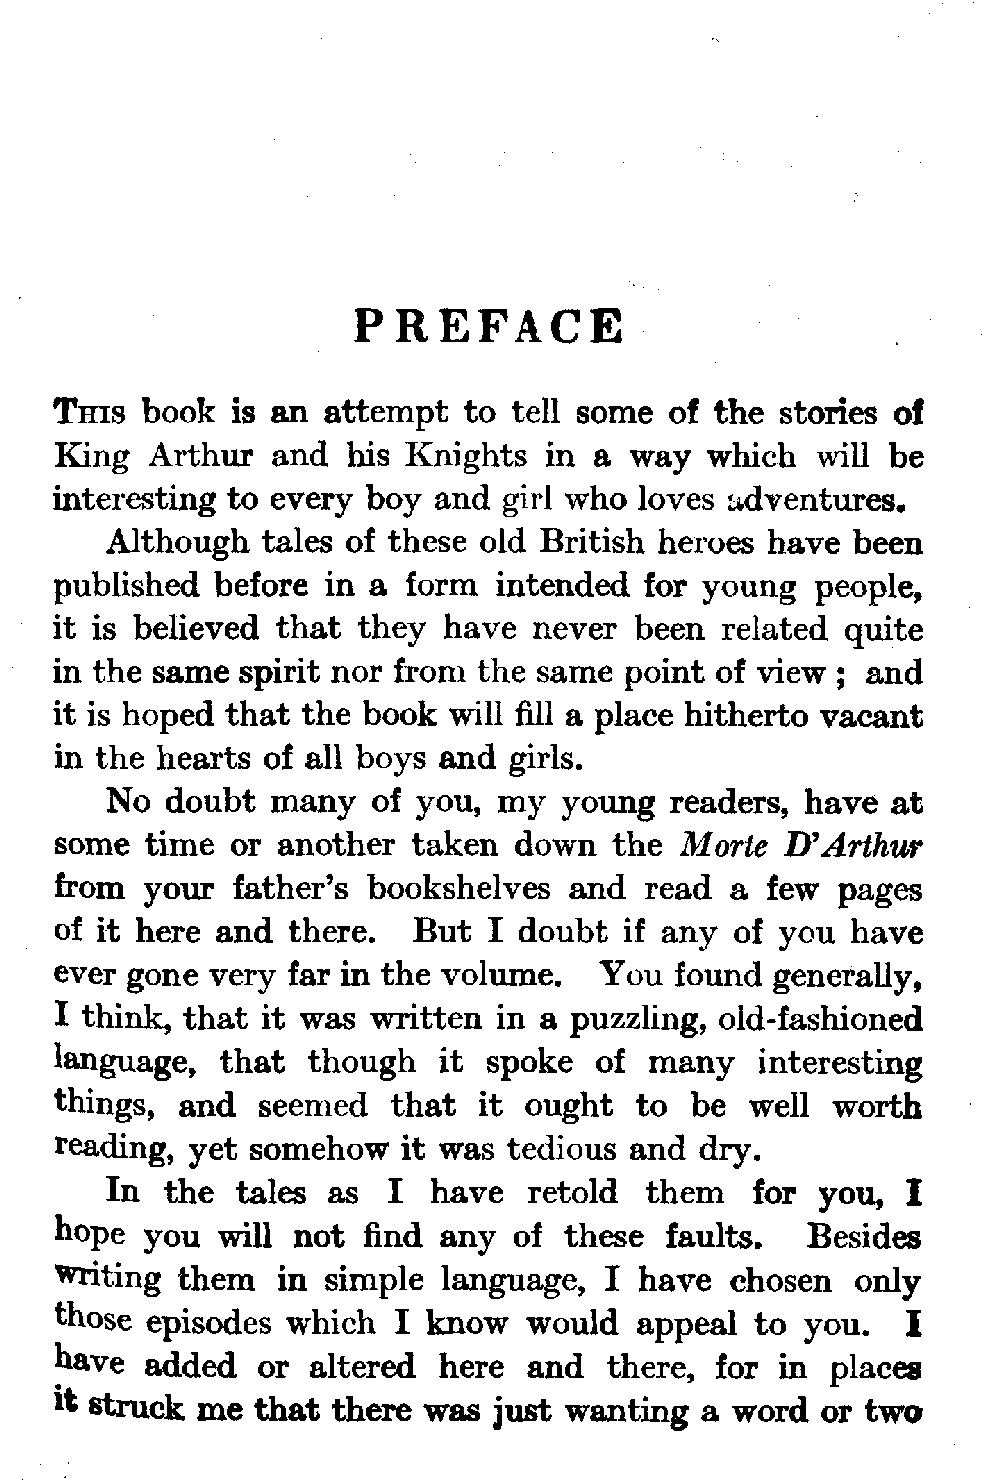 PREFACE
THIS book is an attempt to tell some of the stories of
King Arthur and his Knights in a way which will be
interesting to every boy and girl who loves adventures.
Although tales of these old British heroes have been
published before in a form intended for young people,
it is believed that they have never been related quite
in the same spirit nor from the same point of view ; and
it is hoped that the book will fill a place hitherto vacant
in the hearts of all boys and girls.
No doubt many of you, my young readers, have at
some time or another taken down the Morte D'Arthur
from your father's bookshelves and read a few pages
of it here and there. But I doubt if any of you have
ever gone very far in the volume. You found generally,
I think, that it was written in a puzzling, old-fashioned
language, that though it spoke of many interesting
things, and seemed that it ought to be well worth
reading, yet somehow it was tedious and dry.
In the tales as I have retold them for you, I
hope you will not find any of these faults. Besides
writing them in simple language, I have chosen only
those episodes which I know would appeal to you. I
have added or altered here and there, for in places
it struck me that there was just wanting a word or two